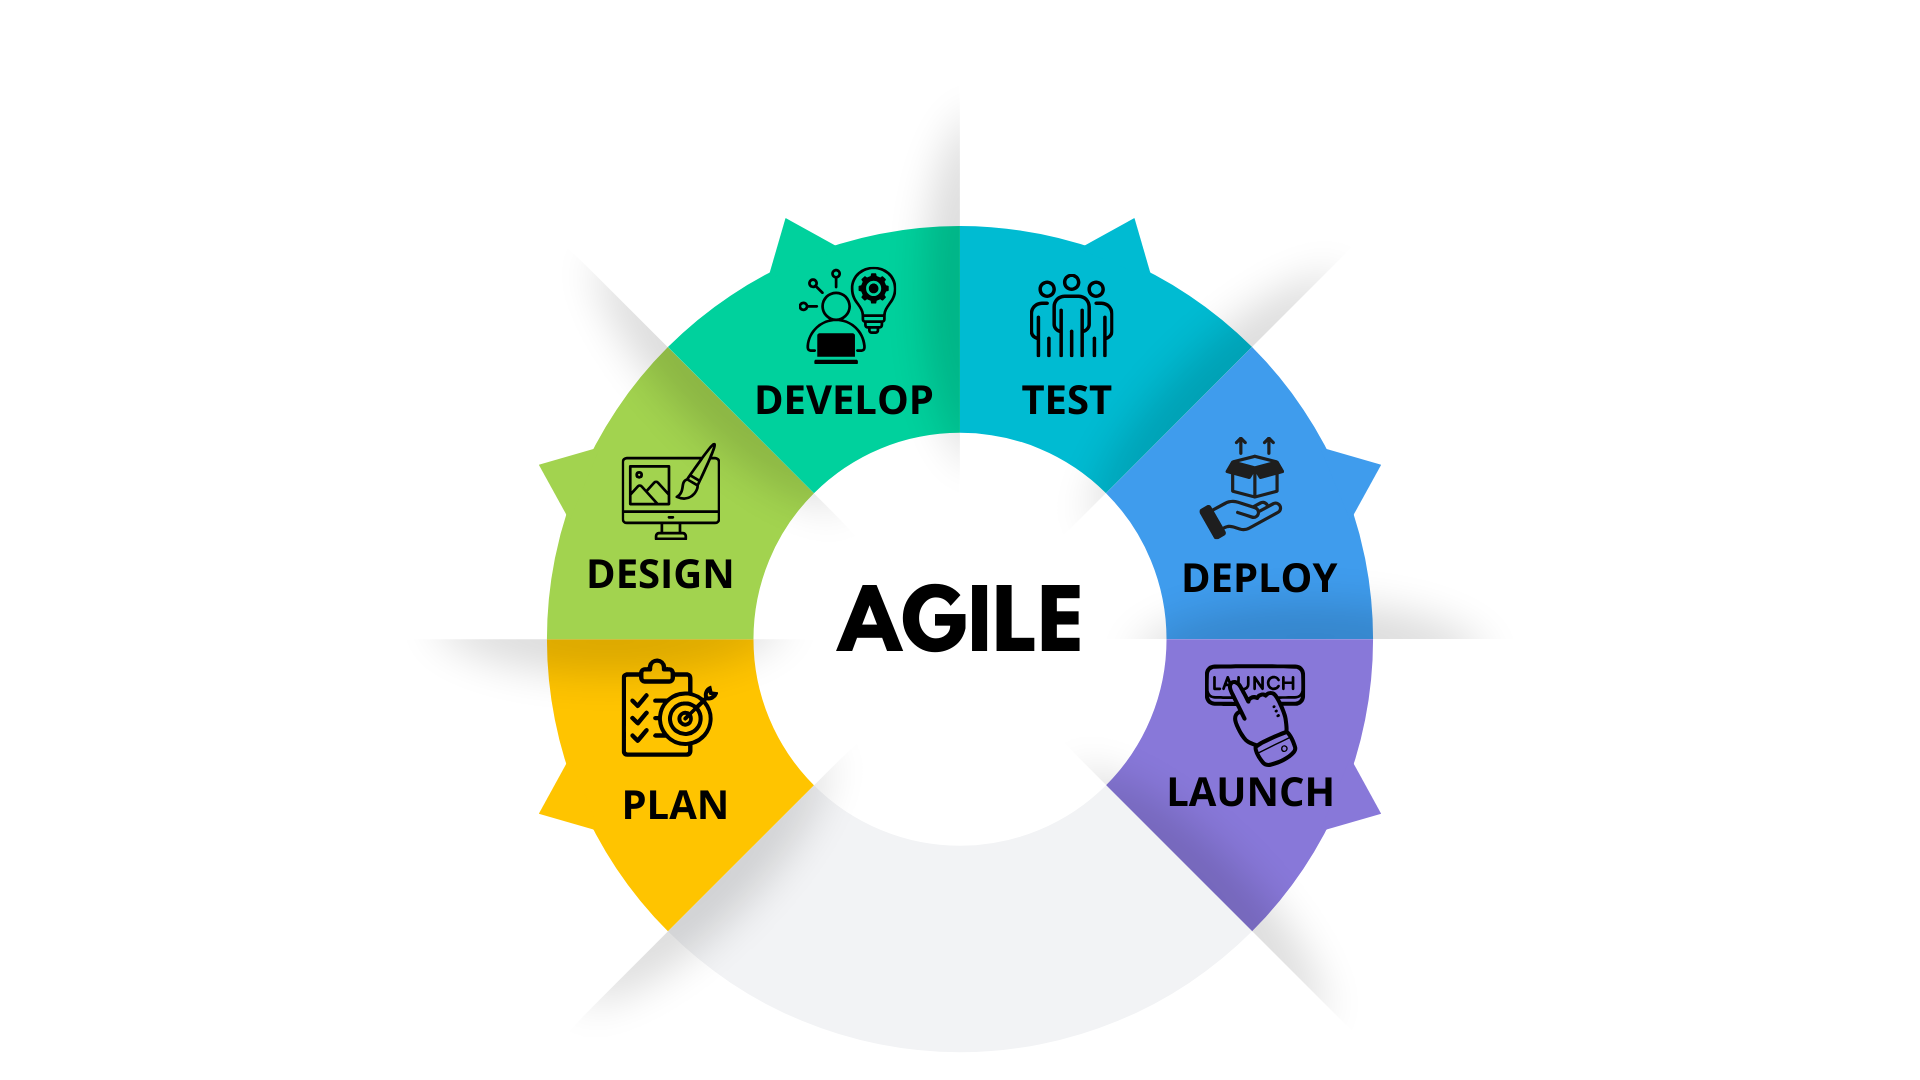 DEVELOP
TEST
DESIGN
DEPLOY
AGILE
PLAN
LAUNCH
LAUNCH